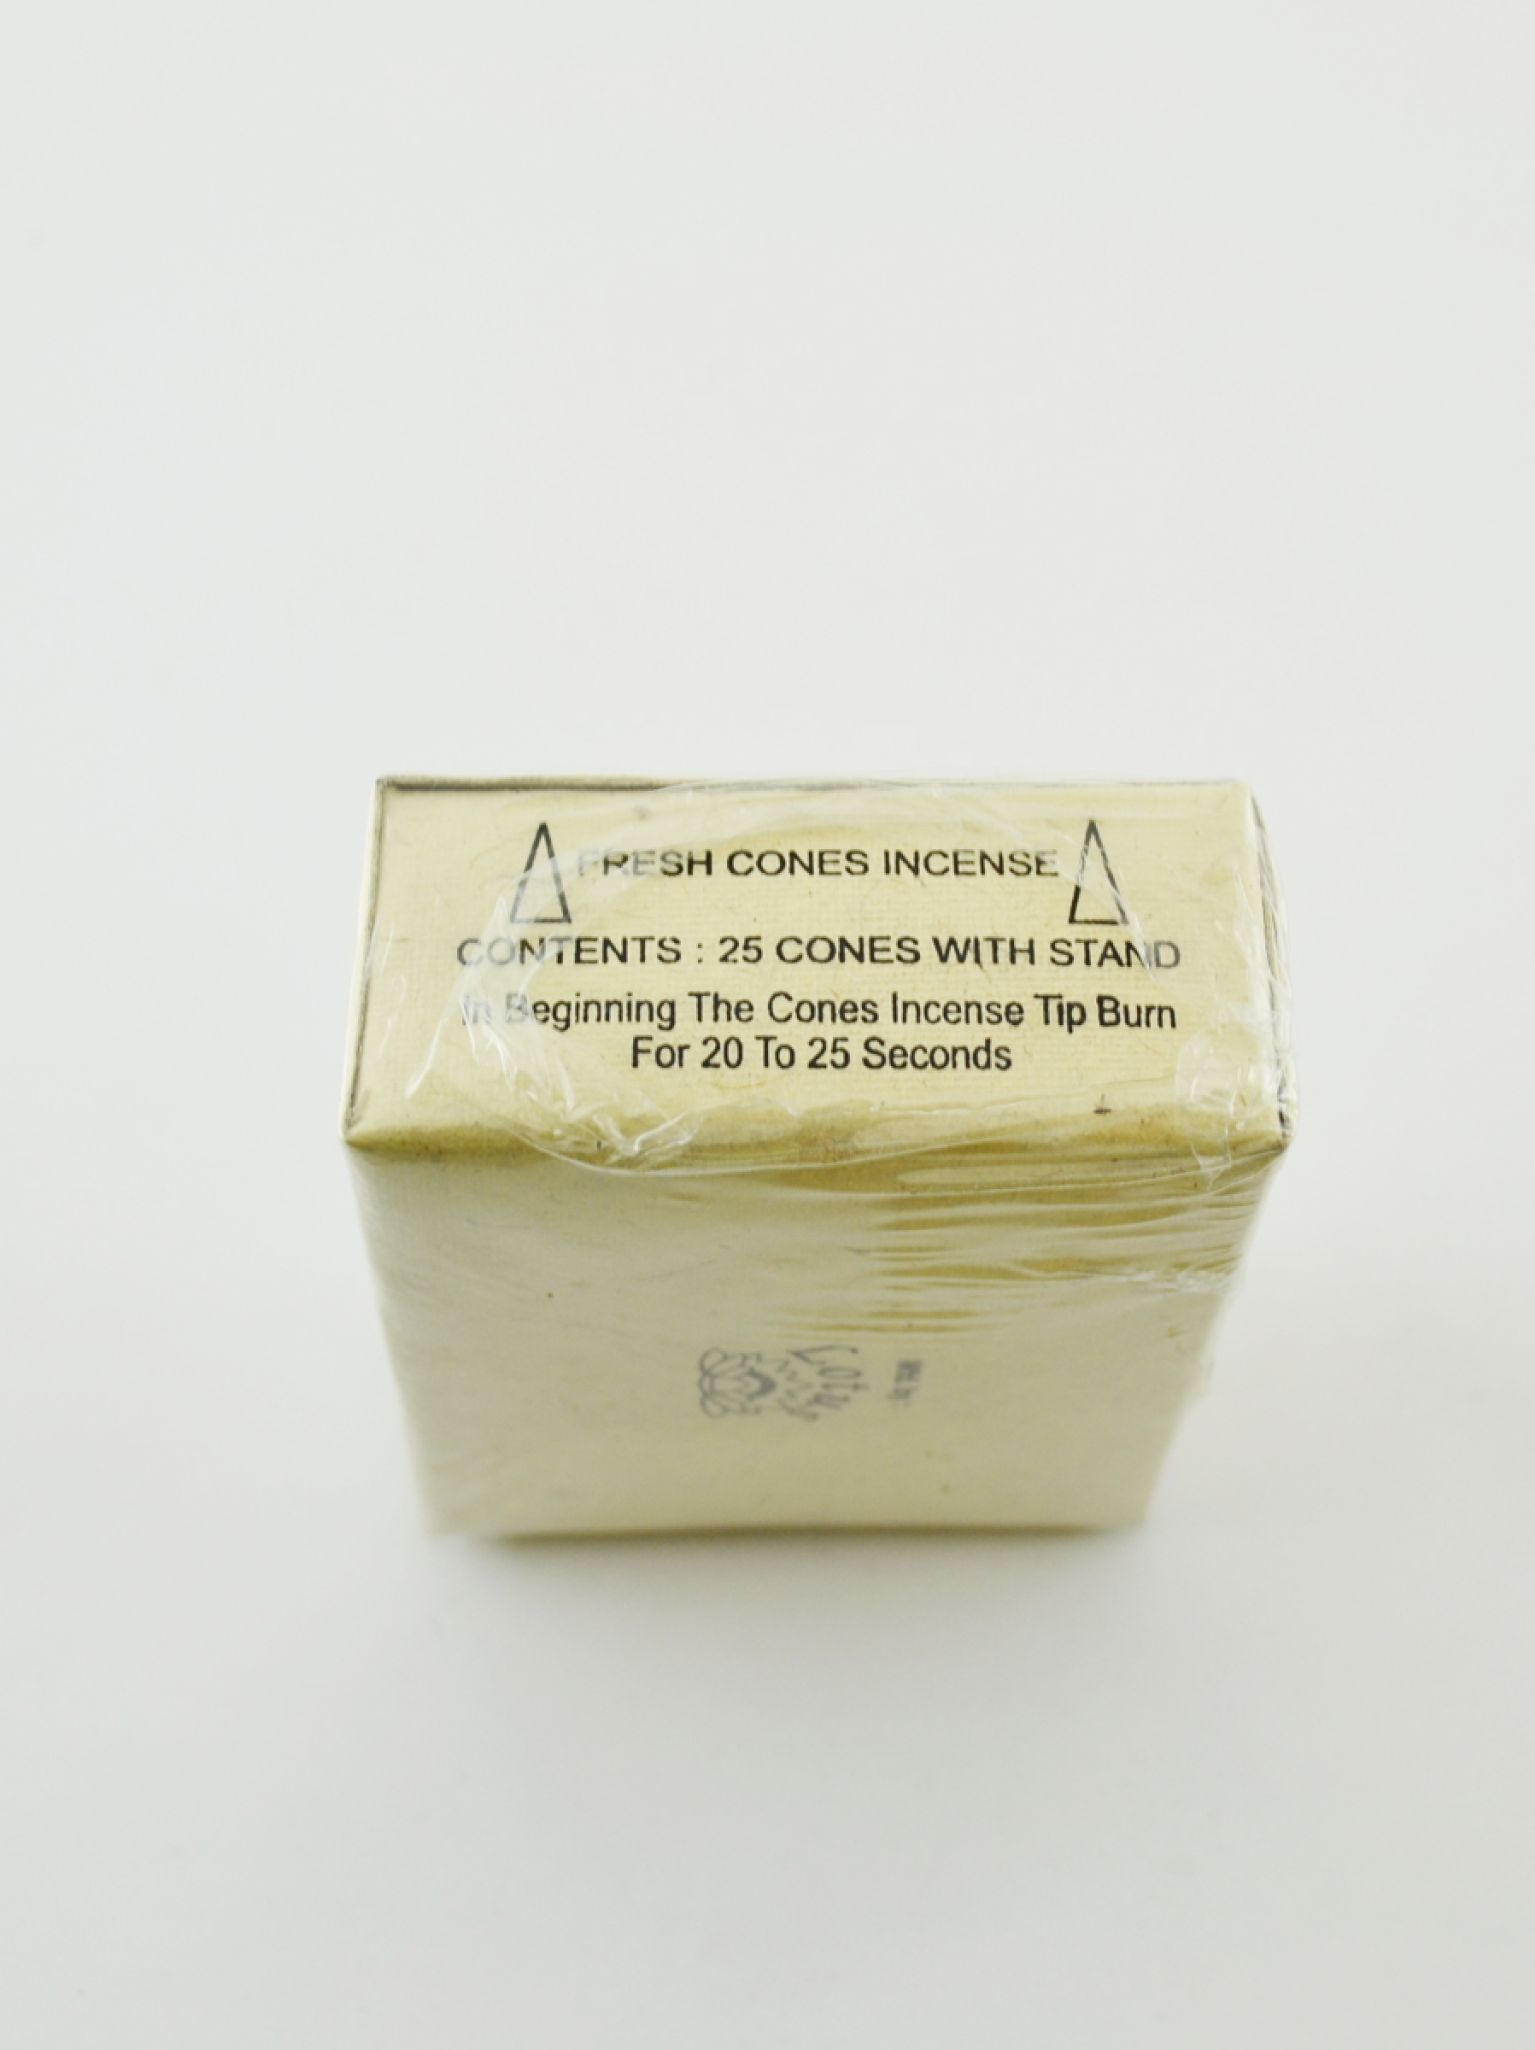 FRESH CONES INCENSE
CONTENTS : 25 CONES WITH STAND
In Beginning The Cones Incense Tip Burn
For 20 To 25 Seconds